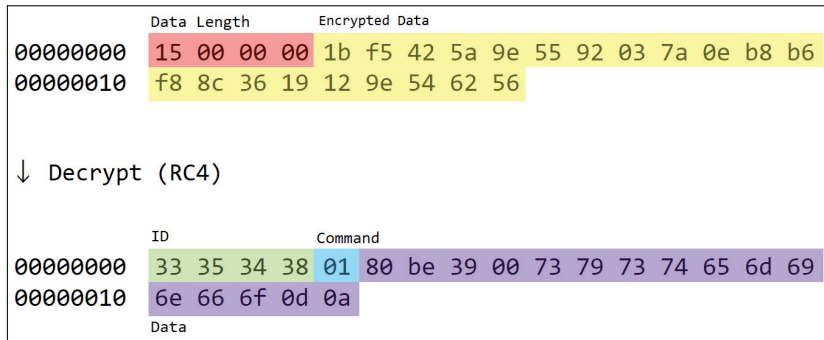 Data Length Encrypted Data
00000000 15 00 00 00 1b f5 42 5a 9e 55 92 03 7a 0e b8 b6
00000010 f8 8c 36 19 12 9e 54 62 56
↓ Decrypt (RC4)
ID Command
00000000 33 35 34 38 01 80 be 39 00 73 79 73 74 65 6d 69
00000010 6e 66 6f 0d 0a
Data